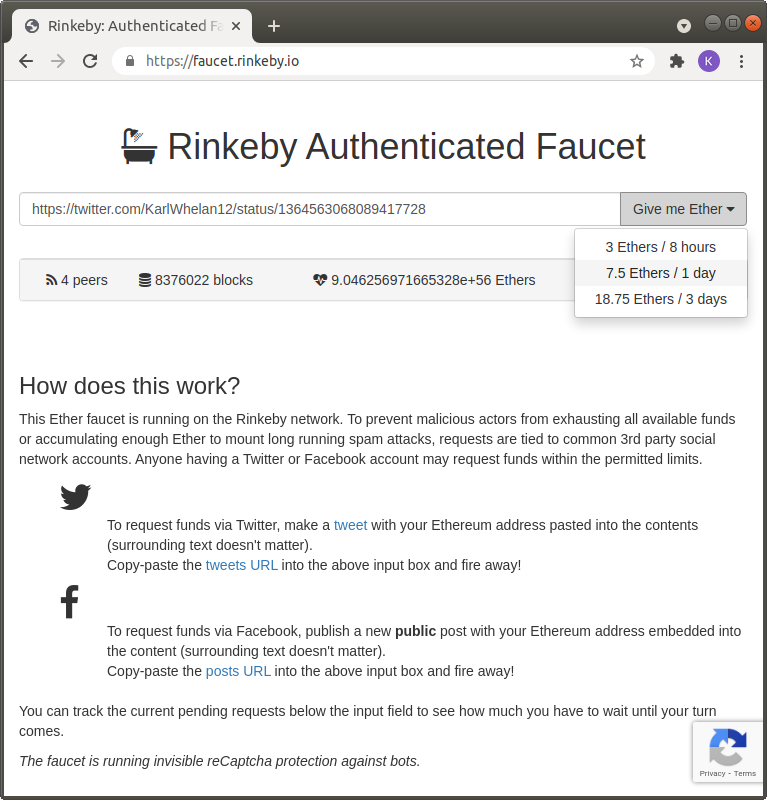 Rinkeby: Authenticated Fa
https://faucet.rinkeby.io
K
Rinkeby Authenticated Faucet
https://twitter.com/KarlWhelan12/status/1364563068089417728
Give me Ether
3 Ethers / 8 hours
7.5 Ethers / 1 day
18.75 Ethers / 3 days
4 peers 8376022 blocks 9.046256971665328e+56 Ethers
How does this work?
This Ether faucet is running on the Rinkeby network. To prevent malicious actors from exhausting all available funds
or accumulating enough Ether to mount long running spam attacks, requests are tied to common 3rd party social
network accounts. Anyone having a Twitter or Facebook account may request funds within the permitted limits.
To request funds via Twitter, make a tweet with your Ethereum address pasted into the contents
(surrounding text doesn't matter).
Copy-paste the tweets URL into the above input box and fire away!
To request funds via Facebook, publish a new public post with your Ethereum address embedded into
the content (surrounding text doesn't matter).
Copy-paste the posts URL into the above input box and fire away!
You can track the current pending requests below the input field to see how much you have to wait until your turn
comes.
The faucet is running invisible reCaptcha protection against bots.
Privacy - Terms